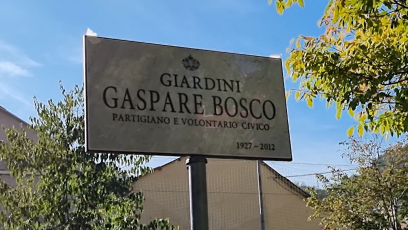 GIARDINI
GASPARE BOSCO
PARTIGIANO E VOLONTARIO CIVICO
1927 - 2012